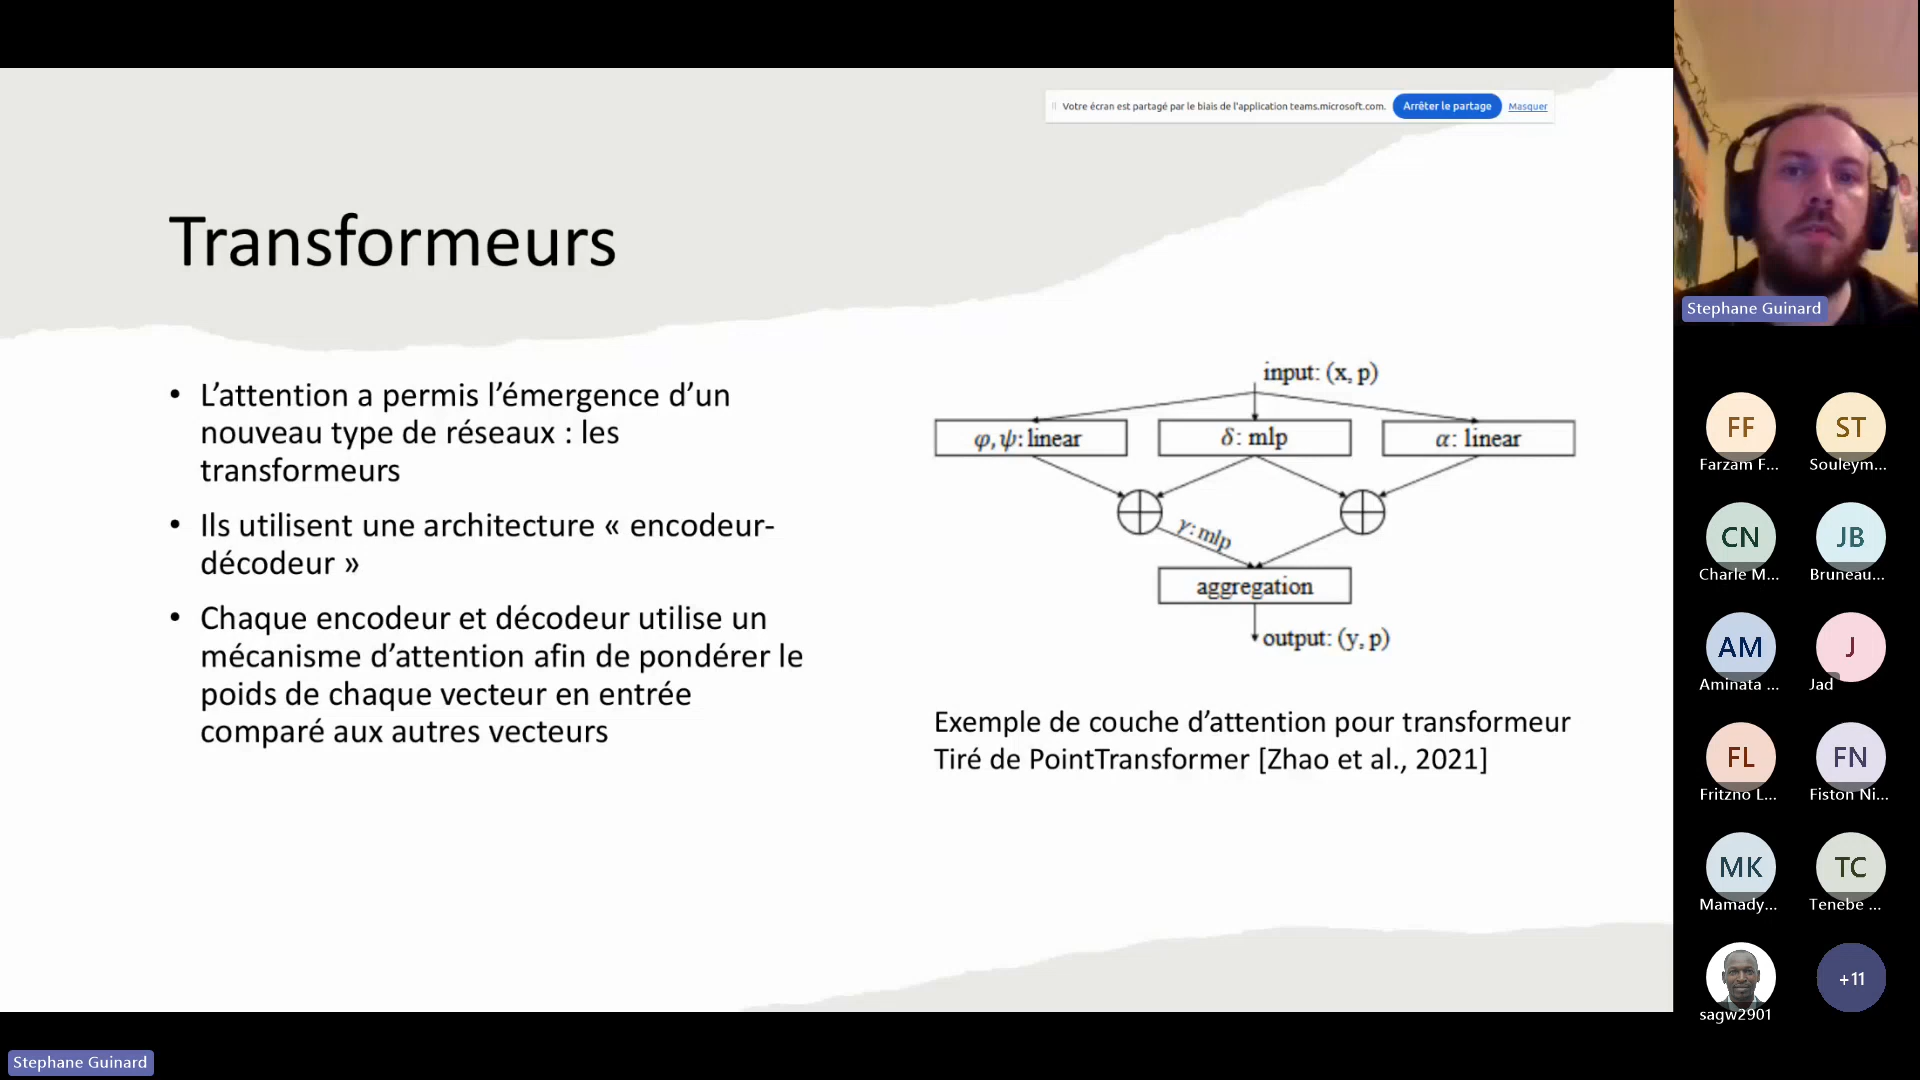 Votre écran est partagé par le biais de l'application teams.microsoft.com.
Arrêter le partage
Masquer
Transformeurs
• L'attention a permis l'émergence d'un
nouveau type de réseaux : les
transformeurs
• Ils utilisent une architecture « encodeur-
décodeur »
• Chaque encodeur et décodeur utilise un
mécanisme d'attention afin de pondérer le
poids de chaque vecteur en entrée
comparé aux autres vecteurs
input: (x, p)
φ, ψ: linear
δ: mlp
α: linear
γ: mlp
aggregation
output: (y, p)
Exemple de couche d'attention pour transformeur
Tiré de PointTransformer [Zhao et al., 2021]
Stephane Guinard
FF
Farzam F...
ST
Souleym...
CN
Charle M...
JB
Bruneau...
AM
Aminata ...
J
Jad
FL
Fritzno L...
FN
Fiston Ni...
MK
Mamady...
TC
Tenebe ...
sagw2901
+11
Stephane Guinard